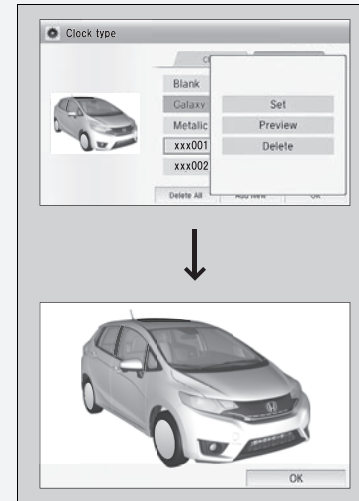 Clock type
Blank
Galaxy
Metalic
xxx001
xxx002
Set
Preview
Delete
Delete All
Add New
OK
OK